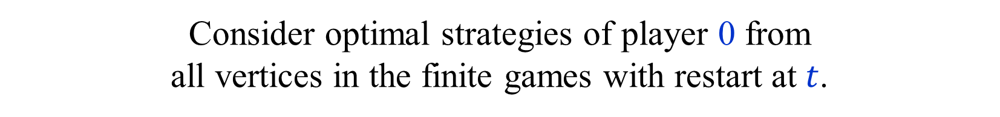 Consider optimal strategies of player 0 from
all vertices in the finite games with restart at t.